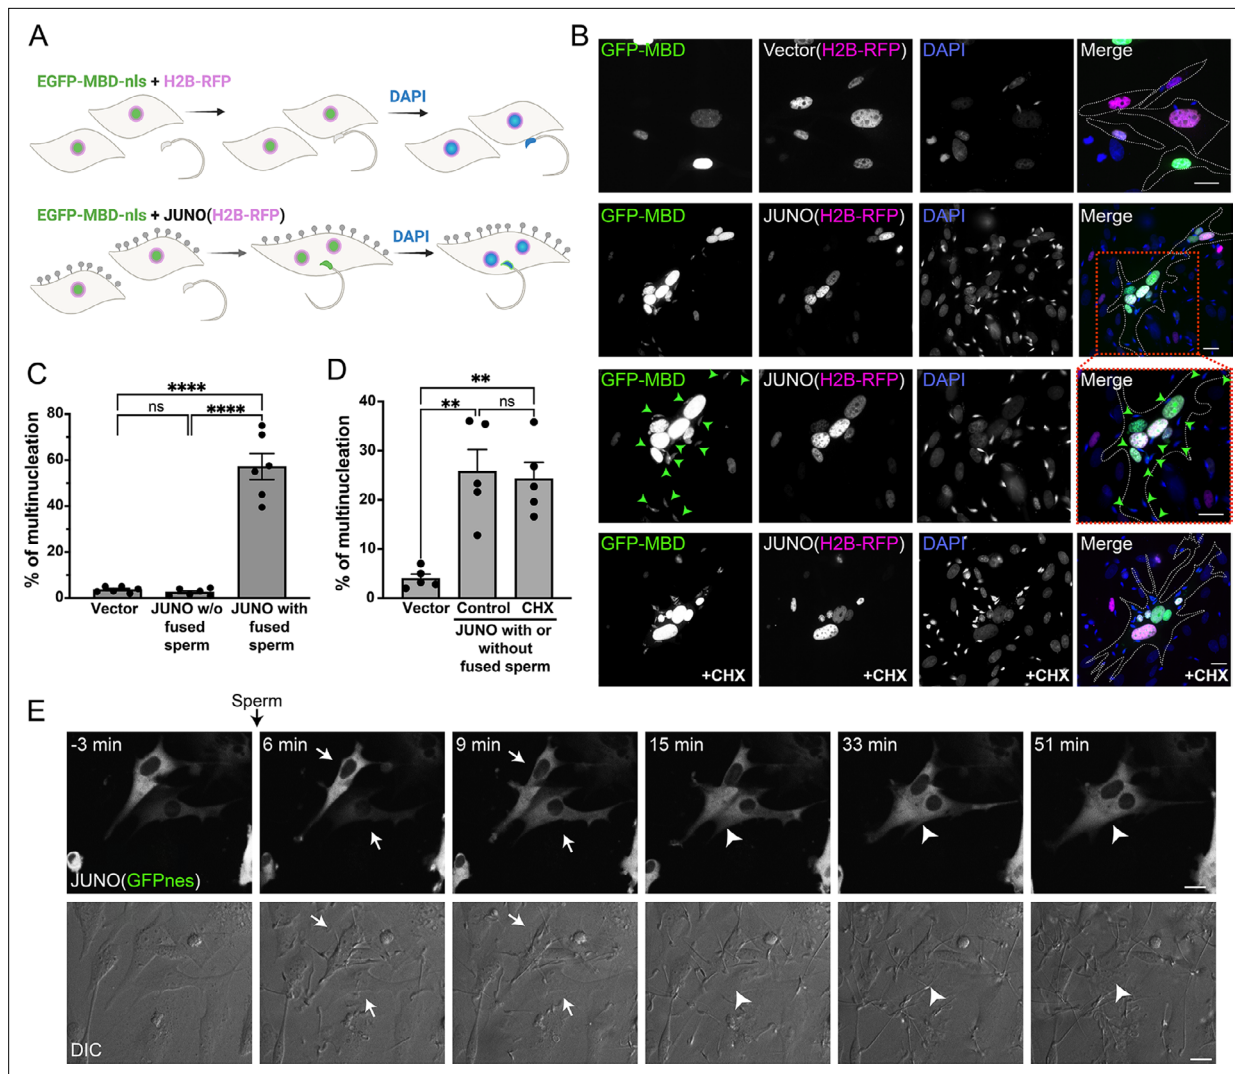 A
EGFP-MBD-nls + H2B-RFP
DAPI
EGFP-MBD-nls + JUNO(H2B-RFP)
DAPI
B
GFP-MBD
Vector(H2B-RFP)
DAPI
Merge
GFP-MBD
JUNO(H2B-RFP)
DAPI
Merge
GFP-MBD
JUNO(H2B-RFP)
DAPI
Merge
GFP-MBD
JUNO(H2B-RFP)
DAPI
Merge
+CHX
+CHX
+CHX
+CHX
C
% of multinucleation
80
60
40
20
0
****
ns
****
Vector
JUNO w/o
fused
sperm
JUNO with
fused
sperm
D
% of multinucleation
40
30
20
10
0
**
**
ns
Vector
Control
CHX
JUNO with or
without
fused sperm
E
Sperm
-3 min
6 min
9 min
15 min
33 min
51 min
JUNO(GFPnes)
DIC